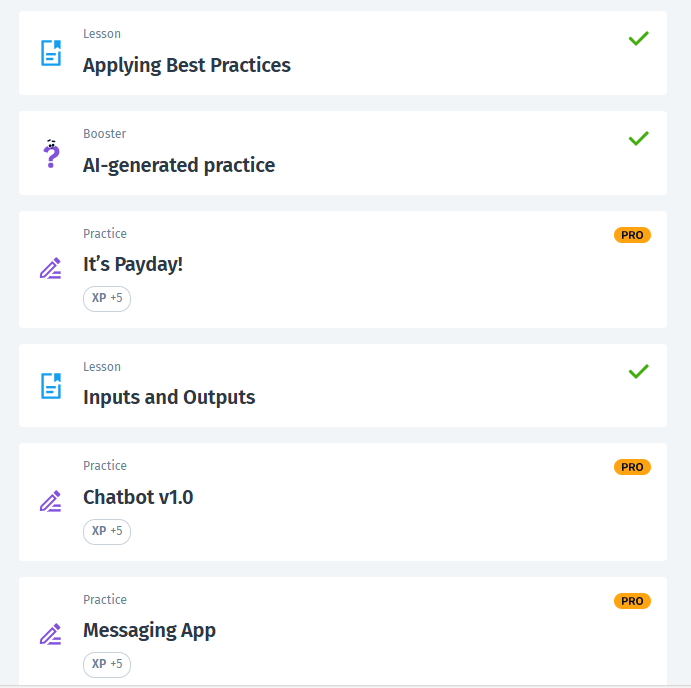 Lesson
Applying Best Practices
Booster
AI-generated practice
Practice
PRO
It’s Payday!
XP +5
Lesson
Inputs and Outputs
Practice
PRO
Chatbot v1.0
XP +5
Practice
PRO
Messaging App
XP +5